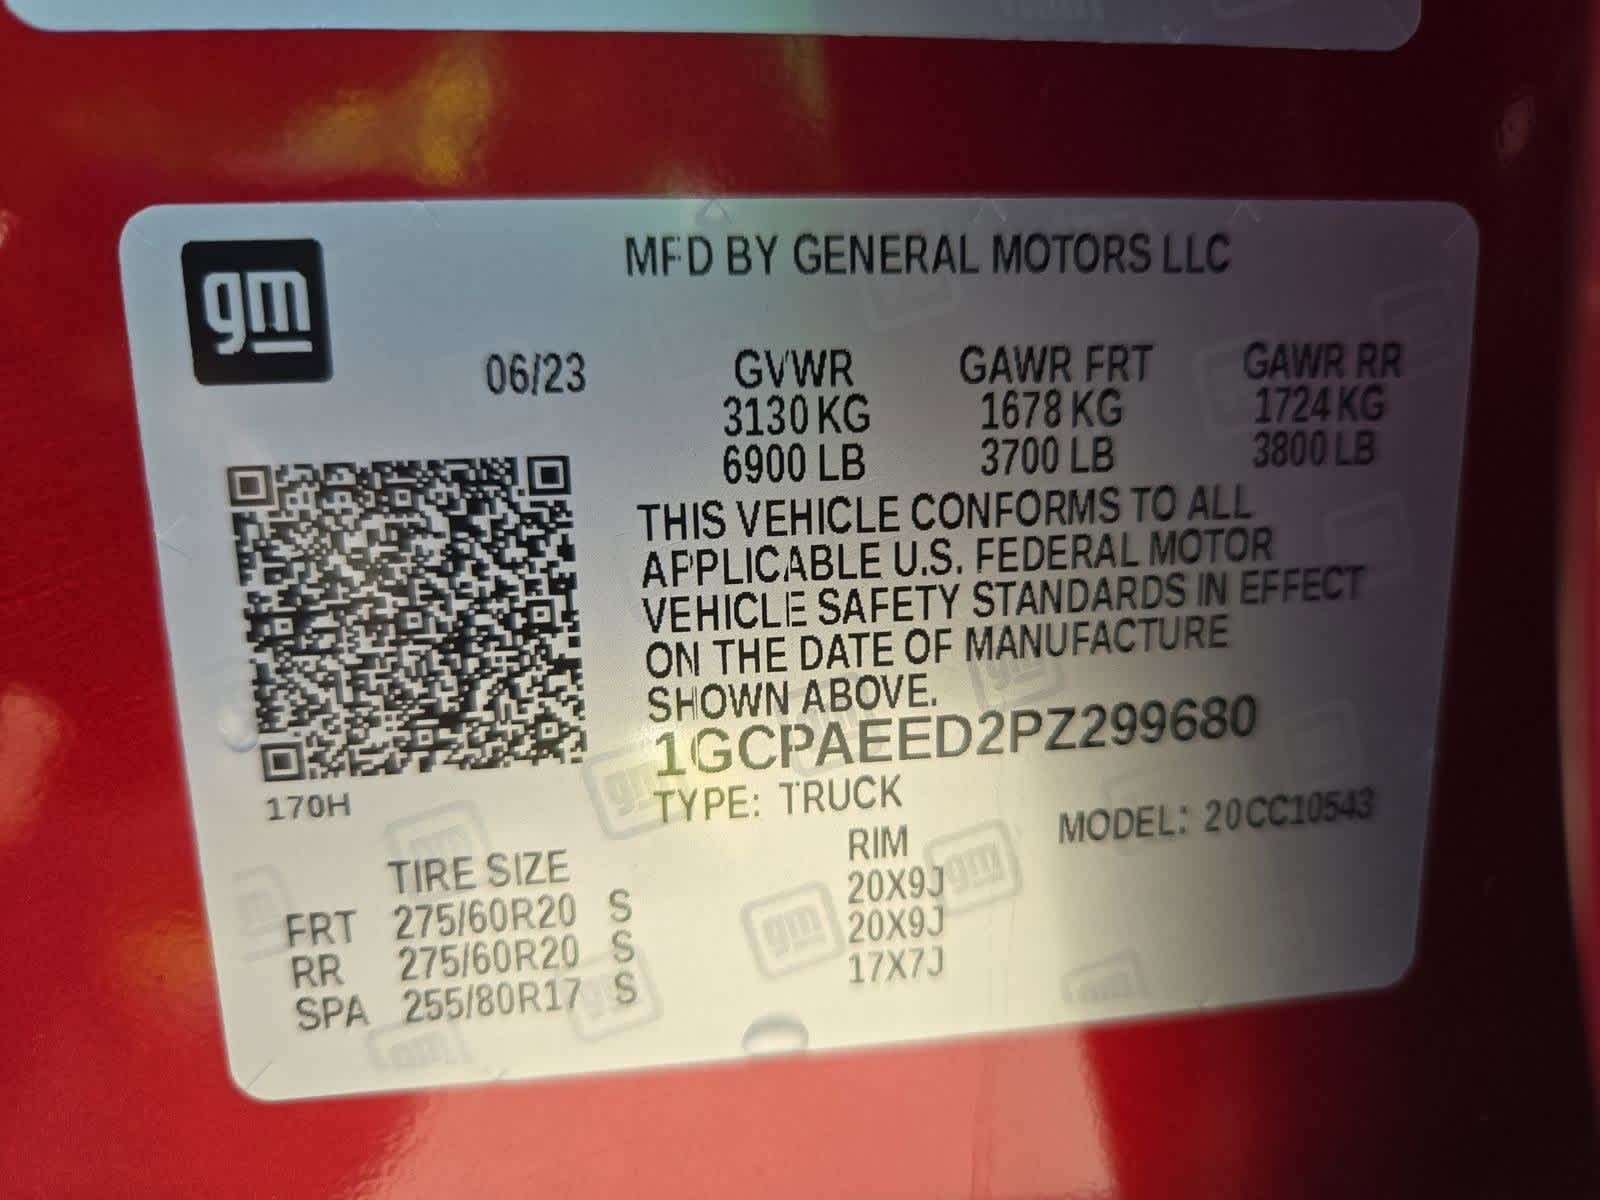 gm
MFD BY GENERAL MOTORS LLC
06/23
GVWR GAWR FRT GAWR RR
3130 KG 1678 KG 1724 KG
6900 LB 3700 LB 3800 LB
THIS VEHICLE CONFORMS TO ALL
APPLICABLE U.S. FEDERAL MOTOR
VEHICLE SAFETY STANDARDS IN EFFECT
ON THE DATE OF MANUFACTURE
SHOWN ABOVE.
1GCPAEED2PZ299680
170H
TYPE: TRUCK
MODEL: 20CC10543
TIRE SIZE RIM
FRT 275/60R20 S 20X9J
RR 275/60R20 S 20X9J
SPA 255/80R17 S 17X7J